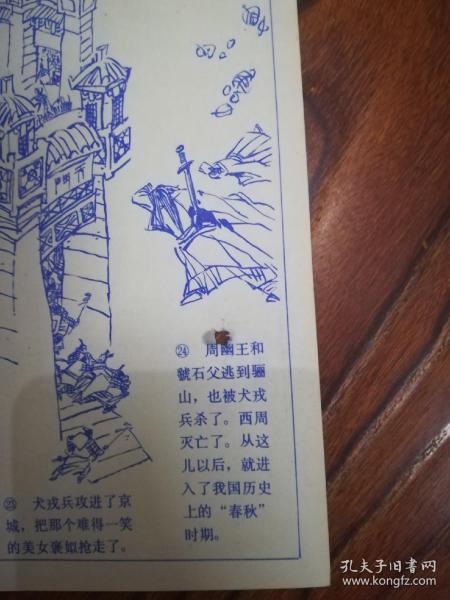 ㉓ 犬戎兵攻进了京
城，把那个难得一笑
的美女褒姒抢走了。
㉔ 周幽王和
虢石父逃到骊
山，也被犬戎
兵杀了。西周
灭亡了。从这
儿以后，就进
入了我国历史
上的“春秋”
时期。
孔夫子旧书网
www.kongfz.com